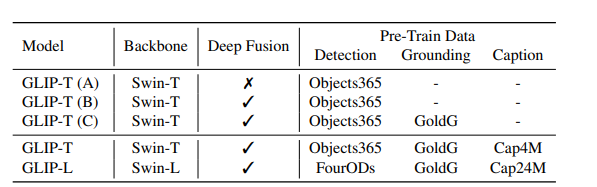 Pre-Train Data
Model Backbone Deep Fusion Detection Grounding Caption
GLIP-T (A) Swin-T ✗ Objects365 - -
GLIP-T (B) Swin-T ✓ Objects365 - -
GLIP-T (C) Swin-T ✓ Objects365 GoldG -
GLIP-T Swin-T ✓ Objects365 GoldG Cap4M
GLIP-L Swin-L ✓ FourODs GoldG Cap24M